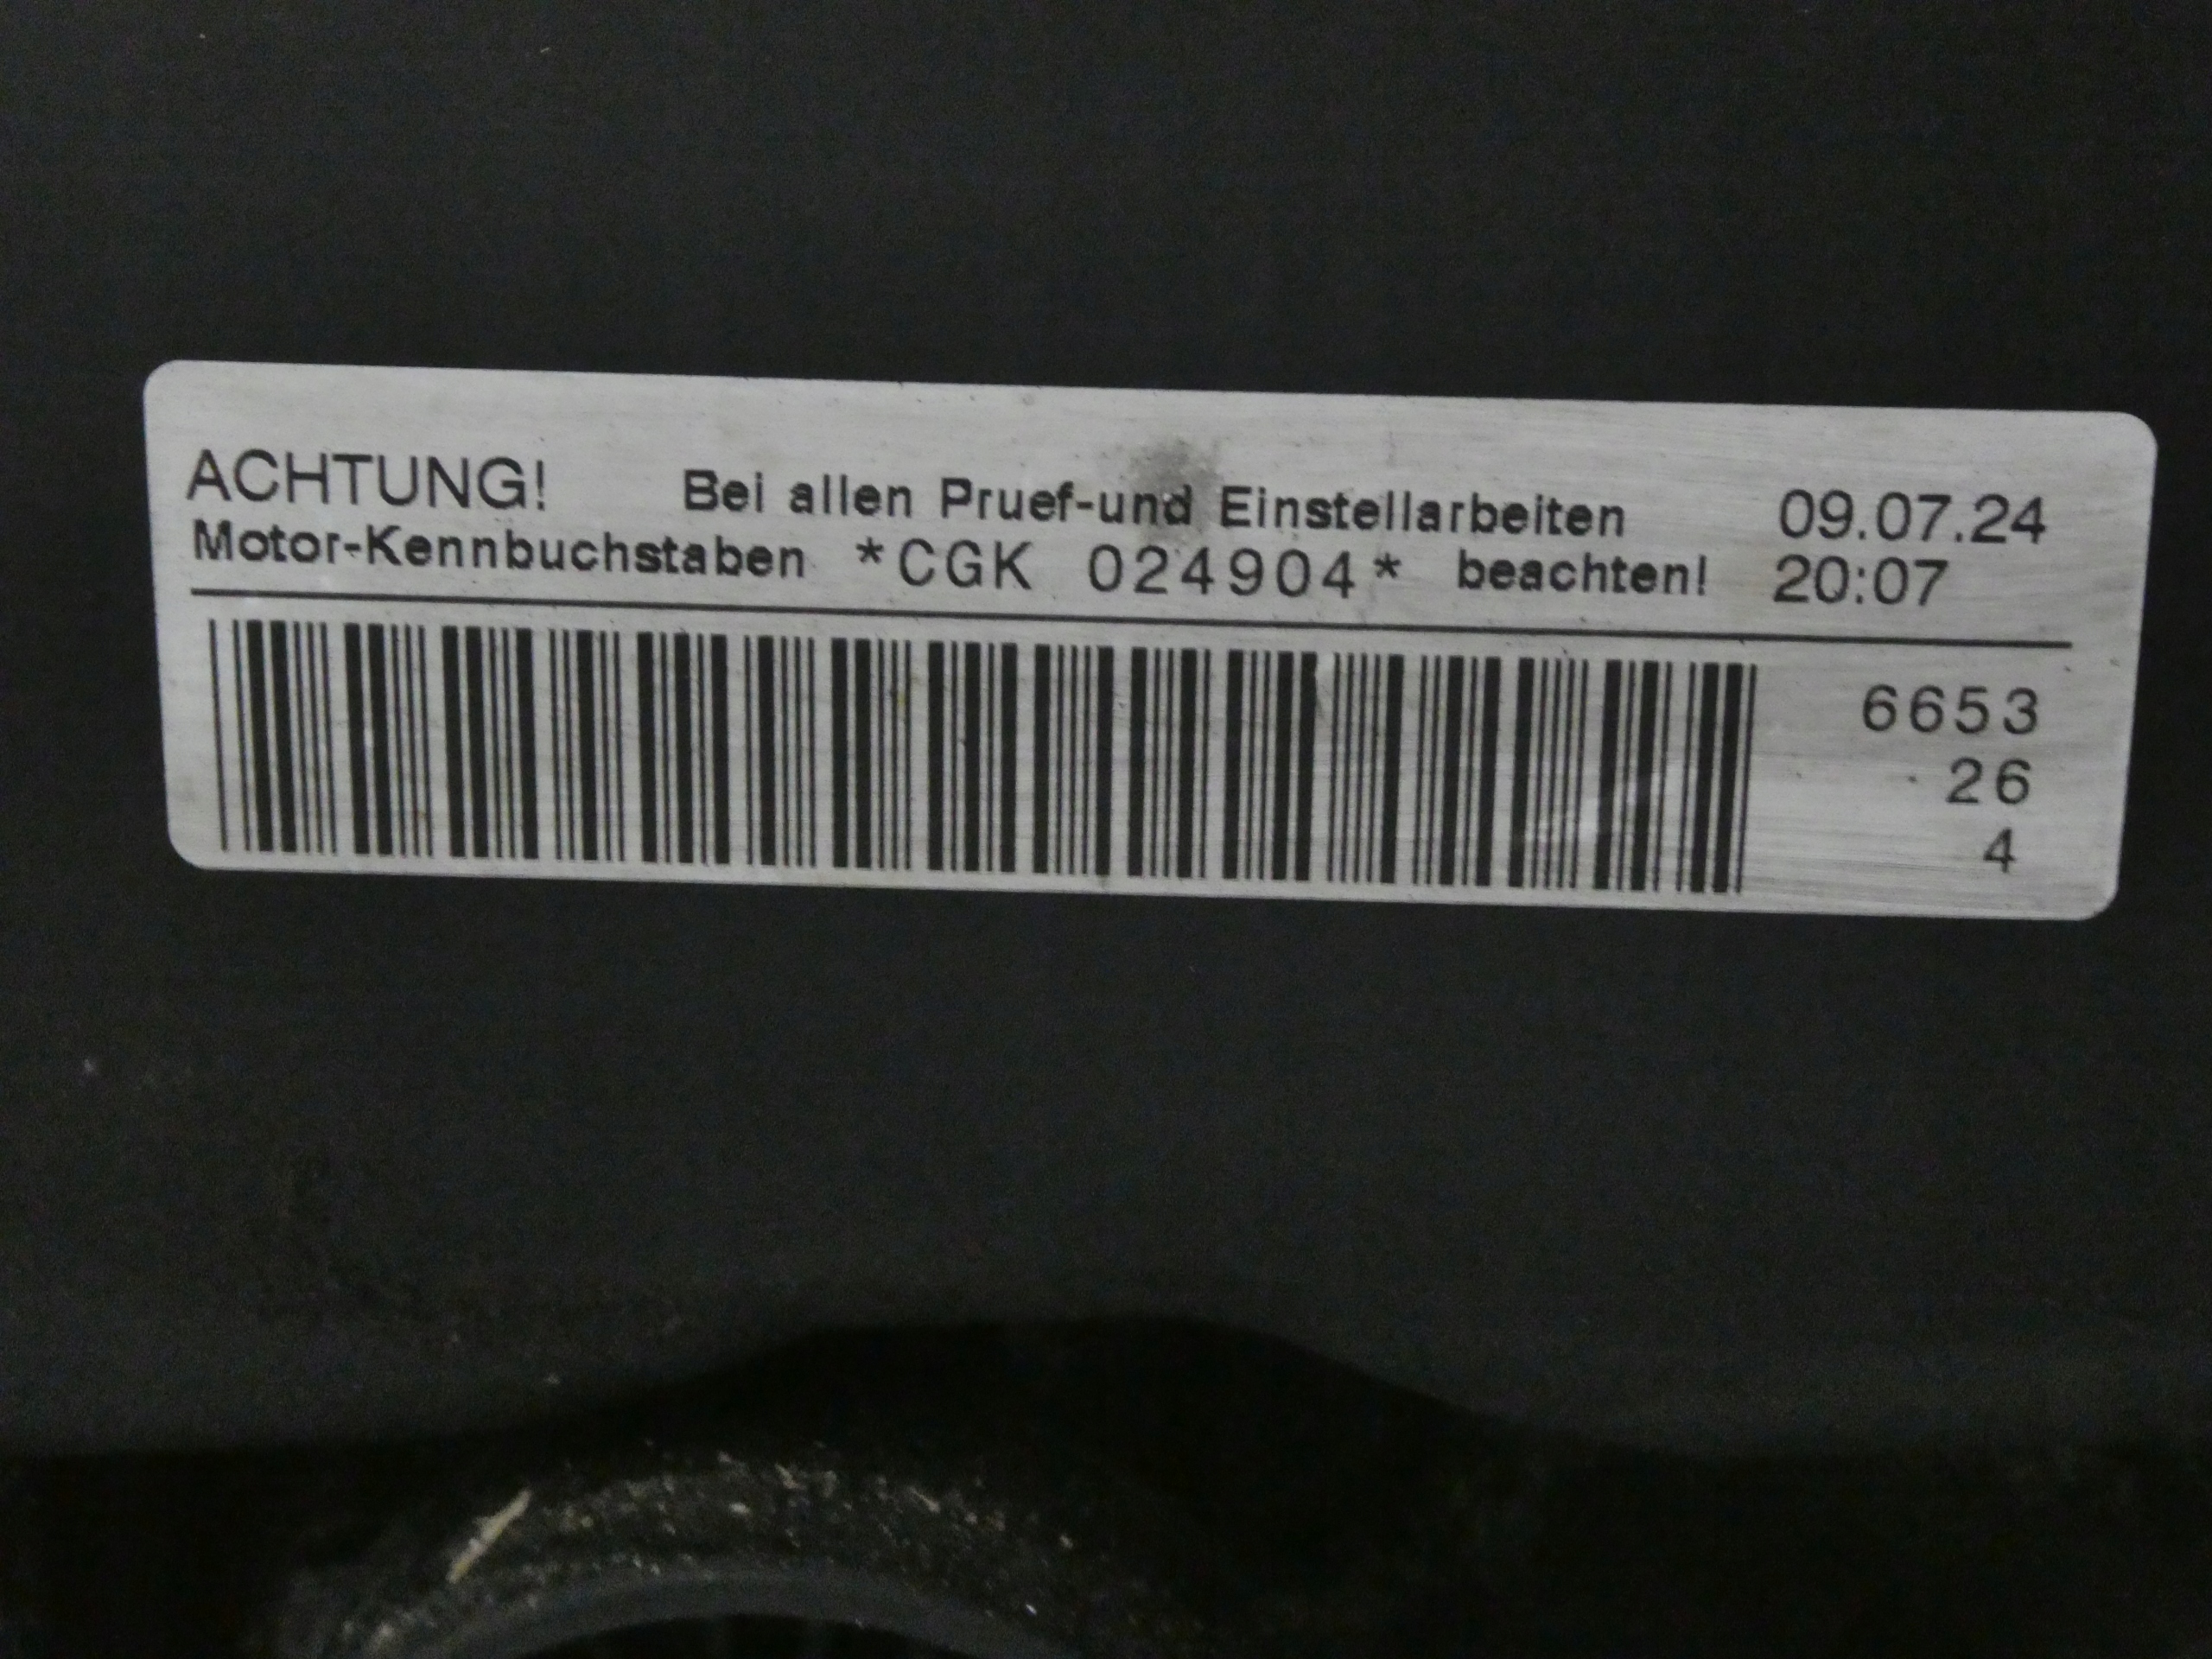 ACHTUNG! Bei allen Pruef-und Einstellarbeiten 09.07.24
Motor-Kennbuchstaben *CGK 024904* beachten! 20:07
6653
26
4